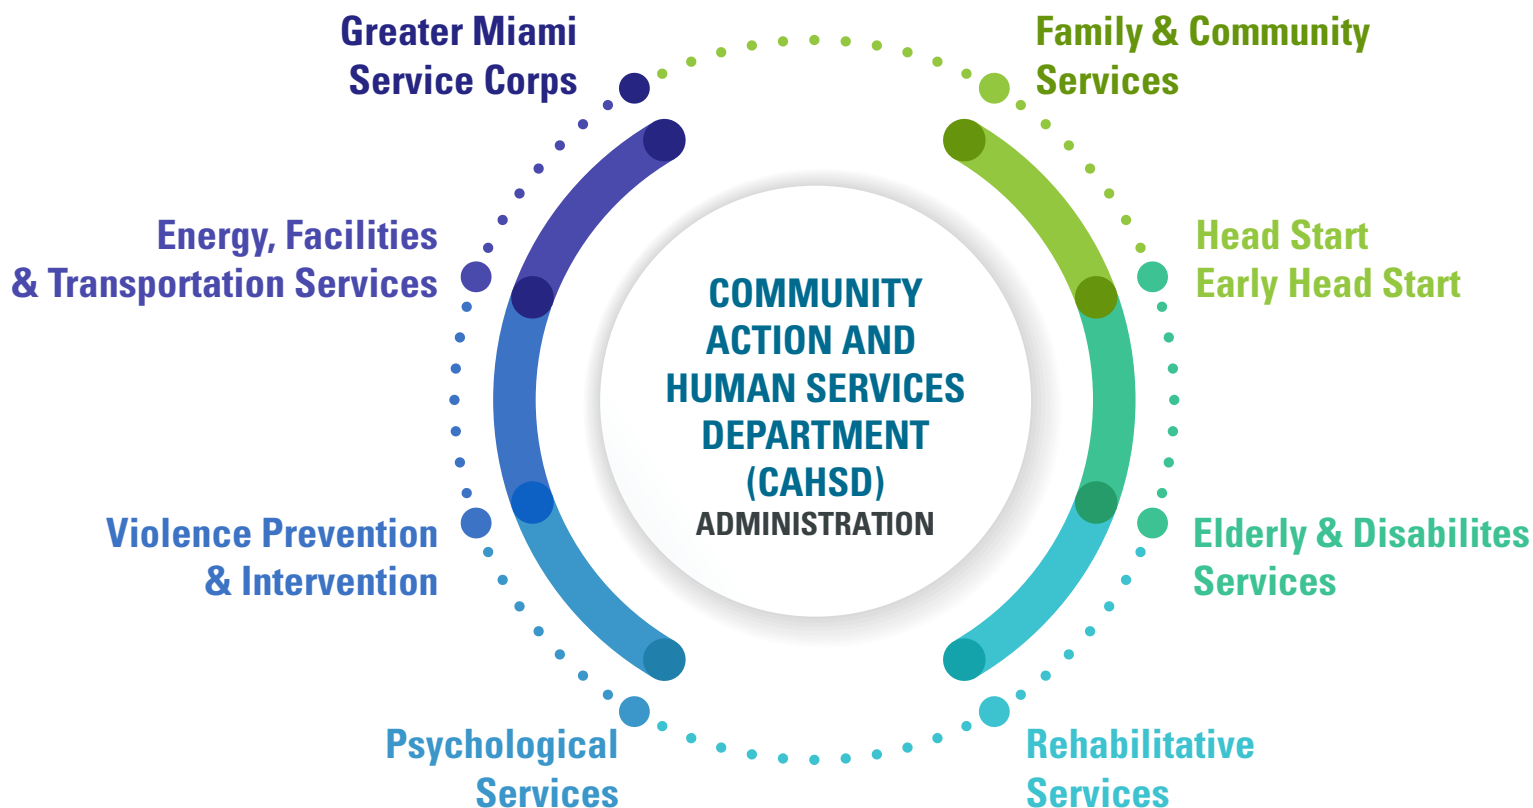 Greater Miami
Service Corps
Family & Community
Services
Energy, Facilities
& Transportation Services
Head Start
Early Head Start
COMMUNITY
ACTION AND
HUMAN SERVICES
DEPARTMENT
(CAHSD)
ADMINISTRATION
Violence Prevention
& Intervention
Elderly & Disabilites
Services
Psychological
Services
Rehabilitative
Services